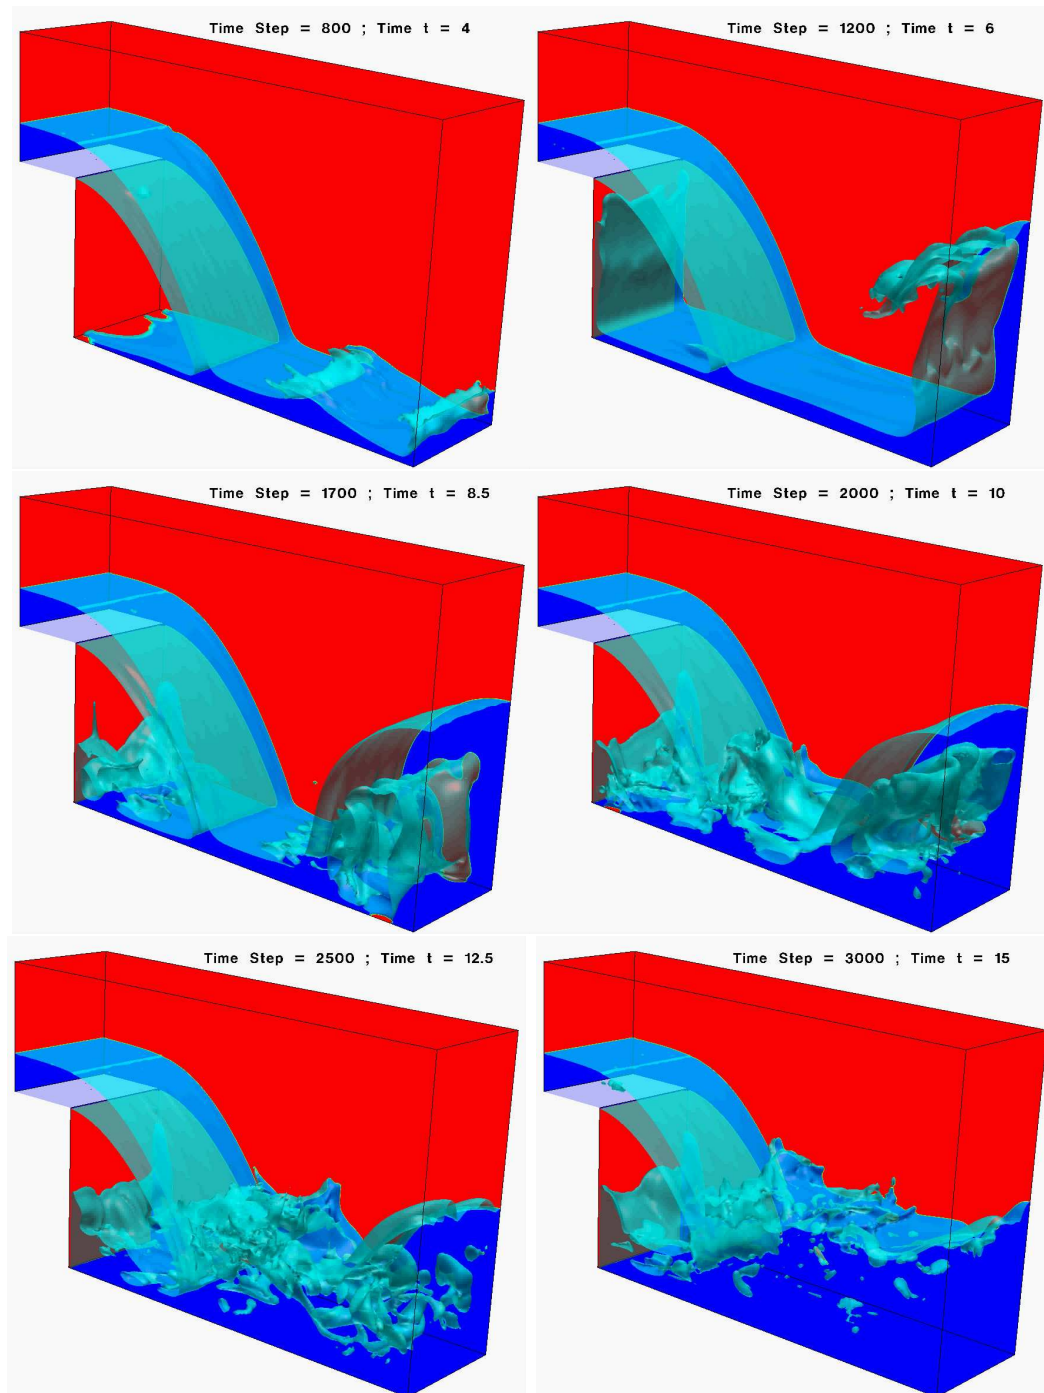 Time Step = 800 ; Time t = 4
Time Step = 1200 ; Time t = 6
Time Step = 1700 ; Time t = 8.5
Time Step = 2000 ; Time t = 10
Time Step = 2500 ; Time t = 12.5
Time Step = 3000 ; Time t = 15